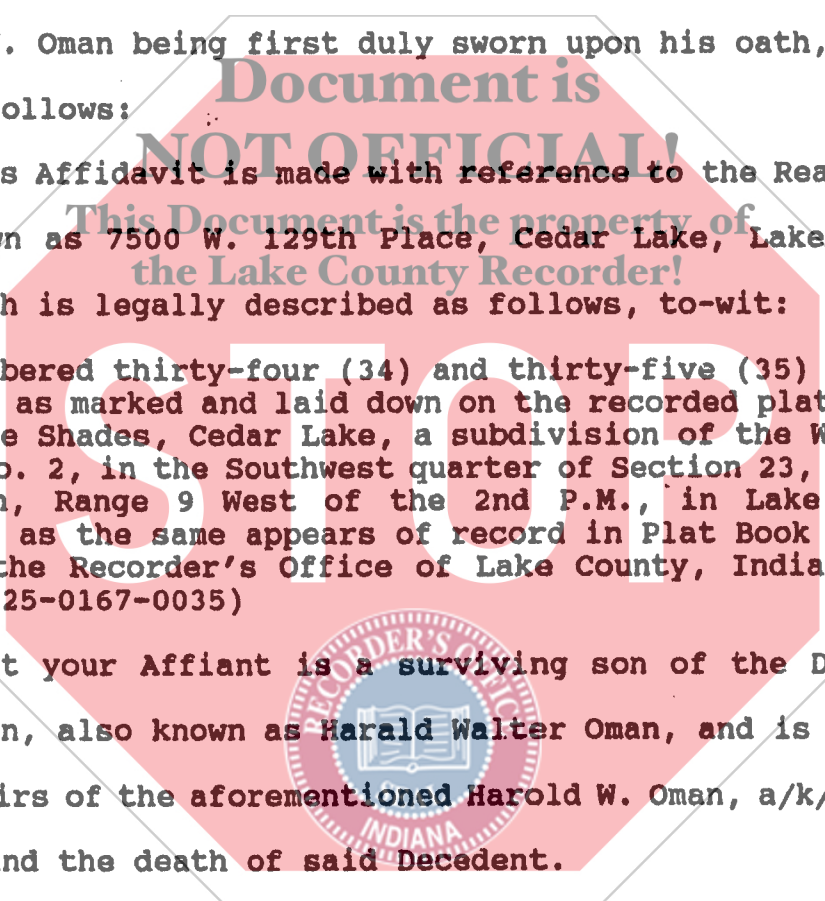 . Oman being first duly sworn upon his oath,
Document is
ollows:
NOT OFFICIAL!
s Affidavit is made with reference to the Rea
This Document is the property of
n as 7500 W. 129th Place, Cedar Lake, Lake
the Lake County Recorder!
h is legally described as follows, to-wit:
bered thirty-four (34) and thirty-five (35)
as marked and laid down on the recorded plat
e Shades, Cedar Lake, a subdivision of the W
o. 2, in the Southwest quarter of Section 23,
, Range 9 West of the 2nd P.M., in Lake
as the same appears of record in Plat Book
the Recorder's Office of Lake County, India
25-0167-0035)
STOP
t your Affiant is a surviving son of the D
n, also known as Harald Walter Oman, and is
irs of the aforementioned Harold W. Oman, a/k/
nd the death of said Decedent.
RECORDER'S OFFICE
INDIANA